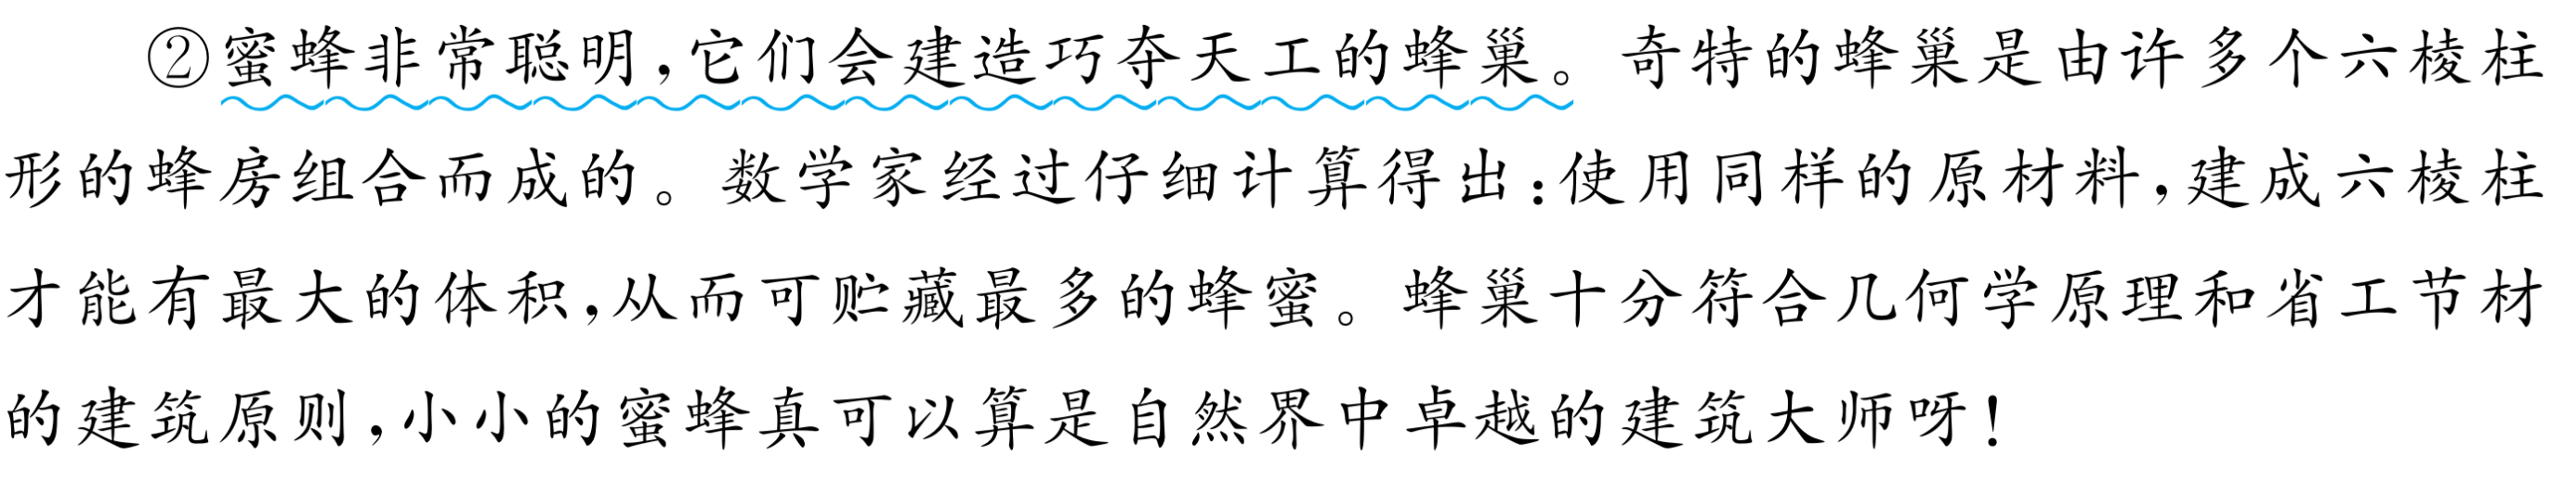 ②蜜蜂非常聪明,它们会建造巧夺天工的蜂巢。奇特的蜂巢是由许多个六棱柱
形的蜂房组合而成的。数学家经过仔细计算得出:使用同样的原材料,建成六棱柱
才能有最大的体积,从而可贮藏最多的蜂蜜。蜂巢十分符合几何学原理和省工节材
的建筑原则,小小的蜜蜂真可以算是自然界中卓越的建筑大师呀!